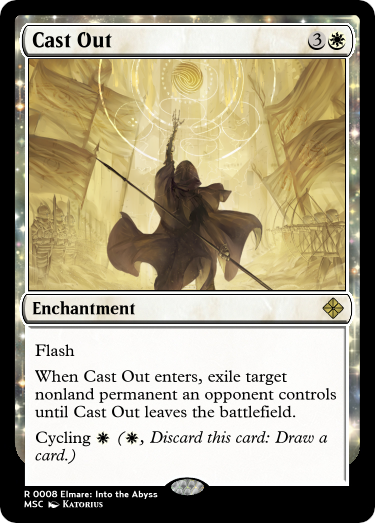 Cast Out 3
Enchantment
Flash
When Cast Out enters, exile target
nonland permanent an opponent controls
until Cast Out leaves the battlefield.
Cycling (, Discard this card: Draw a
card.)
R 0008 Elmare: Into the Abyss
MSC Katorius